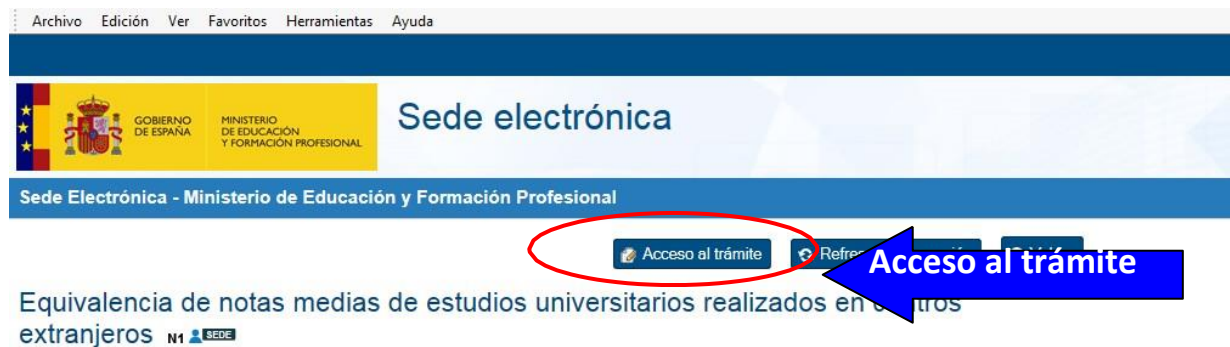 Archivo Edición Ver Favoritos Herramientas Ayuda
GOBIERNO DE ESPAÑA
MINISTERIO DE EDUCACIÓN Y FORMACIÓN PROFESIONAL
Sede electrónica
Sede Electrónica - Ministerio de Educación y Formación Profesional
Acceso al trámite
Acceso al trámite
Equivalencia de notas medias de estudios universitarios realizados en
extranjeros N1 SEDE